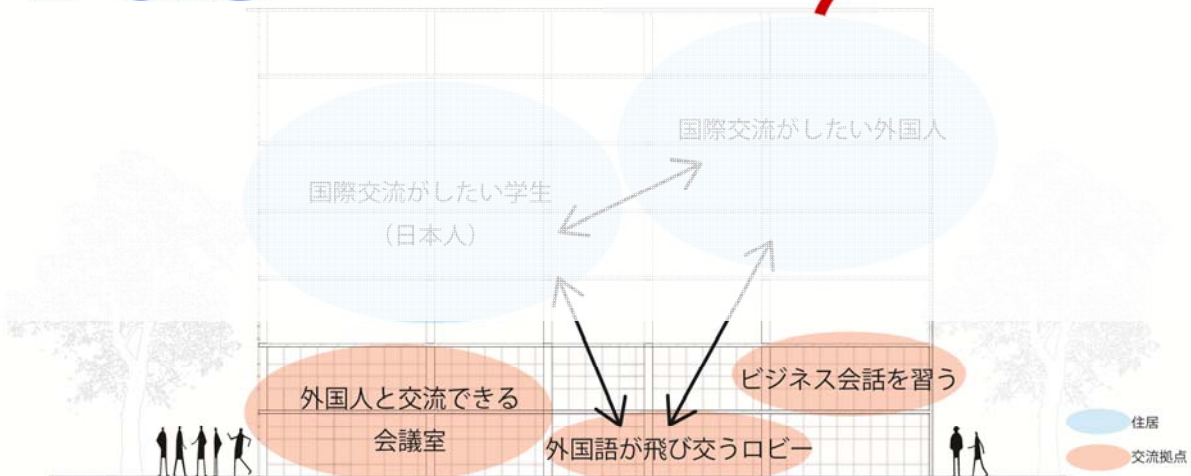 国際交流がしたい外国人
国際交流がしたい学生
（日本人）
ビジネス会話を習う
外国人と交流できる
会議室
外国語が飛び交うロビー
住居
交流拠点